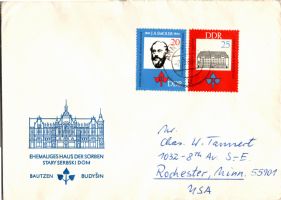 J.A. SMOLER
20
DDR
DDR
25
Mr.
Chas. W. Tannert
1032-8th Av. S-E
Rochester, Minn. 55901
USA
EHEMALIGES HAUS DER SORBEN
STARY SERBSKI DOM
BAUTZEN BUDYŠIN